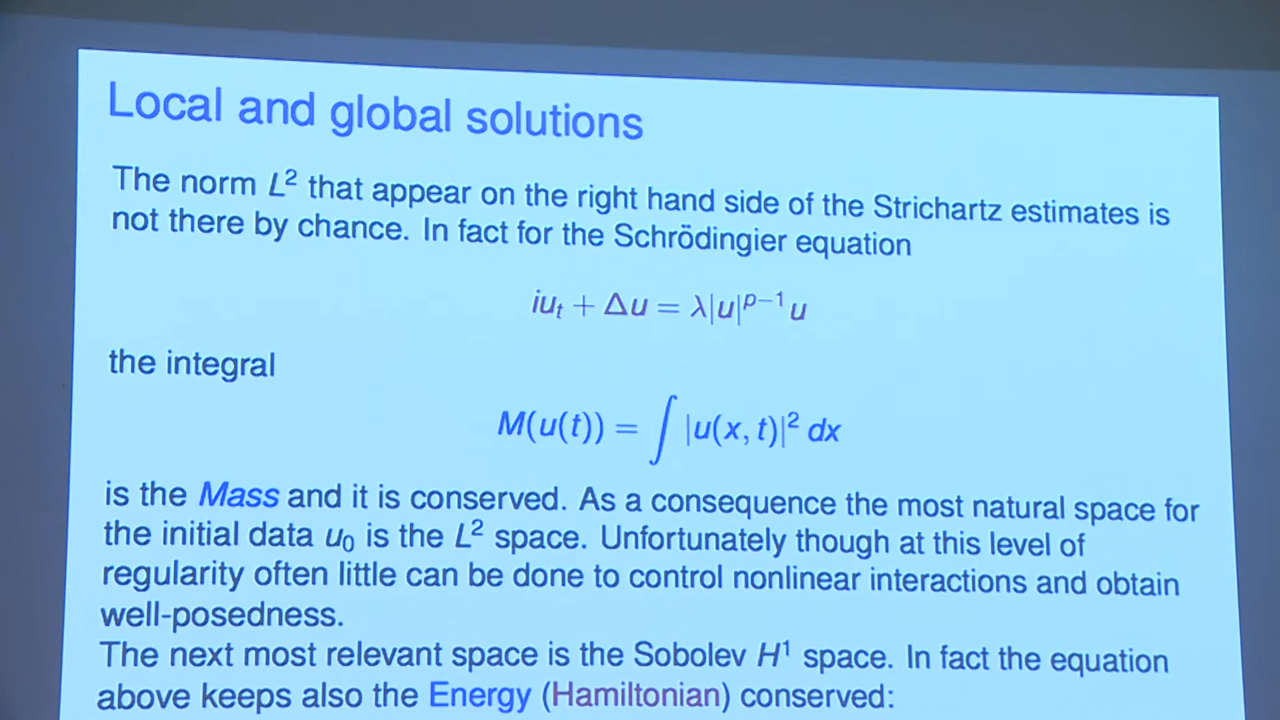 Local and global solutions
The norm L² that appear on the right hand side of the Strichartz estimates is
not there by chance. In fact for the Schrödingier equation
iuₜ + Δu = λ|u|ᵖ⁻¹u
the integral
M(u(t)) = ∫ |u(x, t)|² dx
is the Mass and it is conserved. As a consequence the most natural space for
the initial data u₀ is the L² space. Unfortunately though at this level of
regularity often little can be done to control nonlinear interactions and obtain
well-posedness.
The next most relevant space is the Sobolev H¹ space. In fact the equation
above keeps also the Energy (Hamiltonian) conserved: